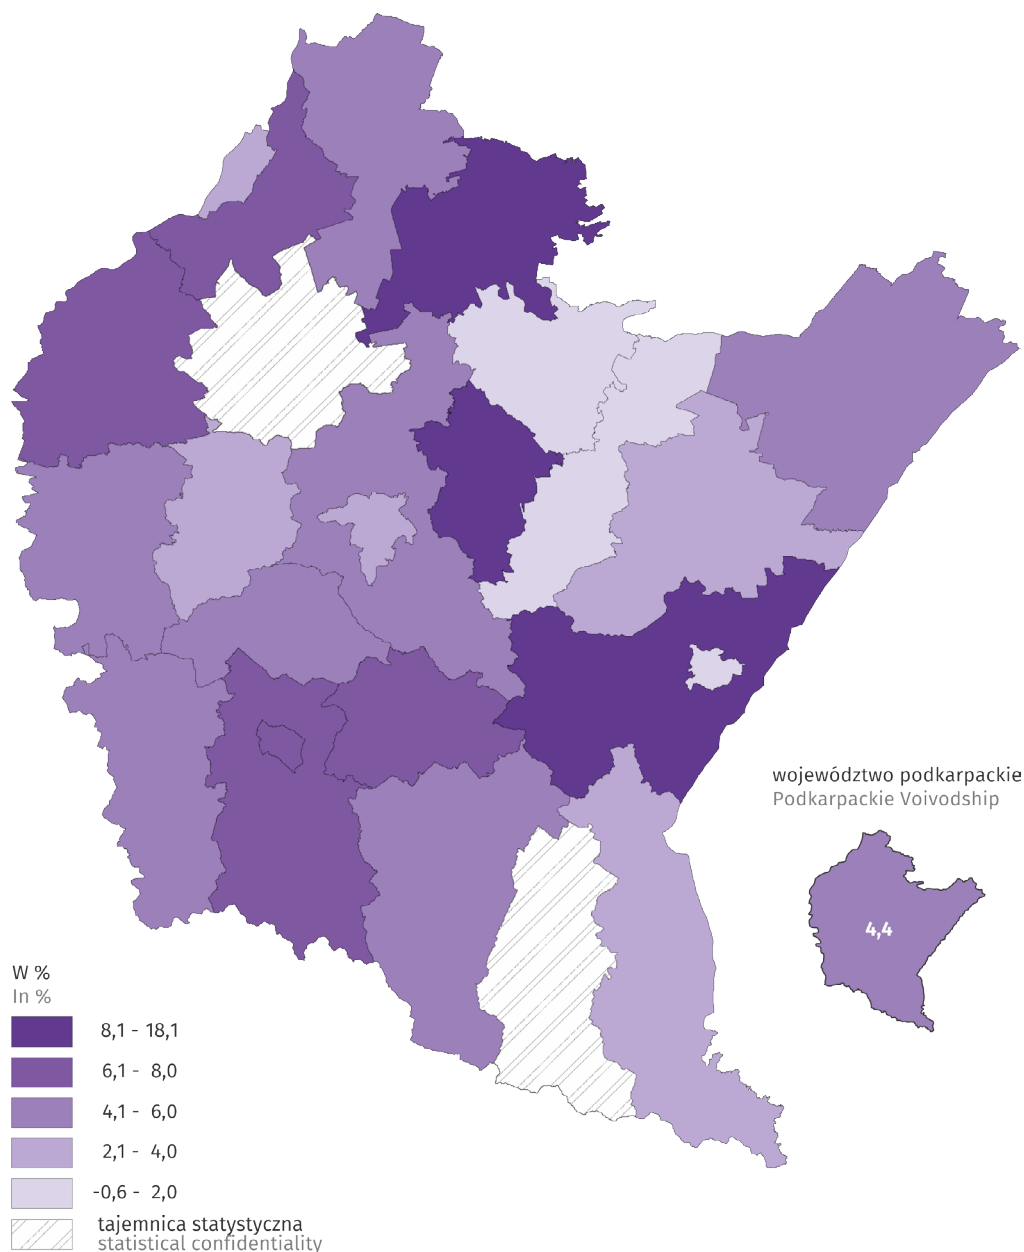 województwo podkarpackie
Podkarpackie Voivodship
4,4
W %
In %
8,1 - 18,1
6,1 - 8,0
4,1 - 6,0
2,1 - 4,0
-0,6 - 2,0
tajemnica statystyczna
statistical confidentiality